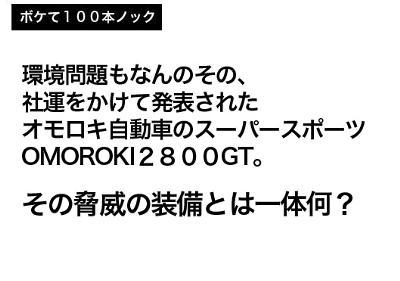 ボケて１００本ノック
環境問題もなんのその、
社運をかけて発表された
オモロキ自動車のスーパースポーツ
OMOROKI２８００GT。
その脅威の装備とは一体何？